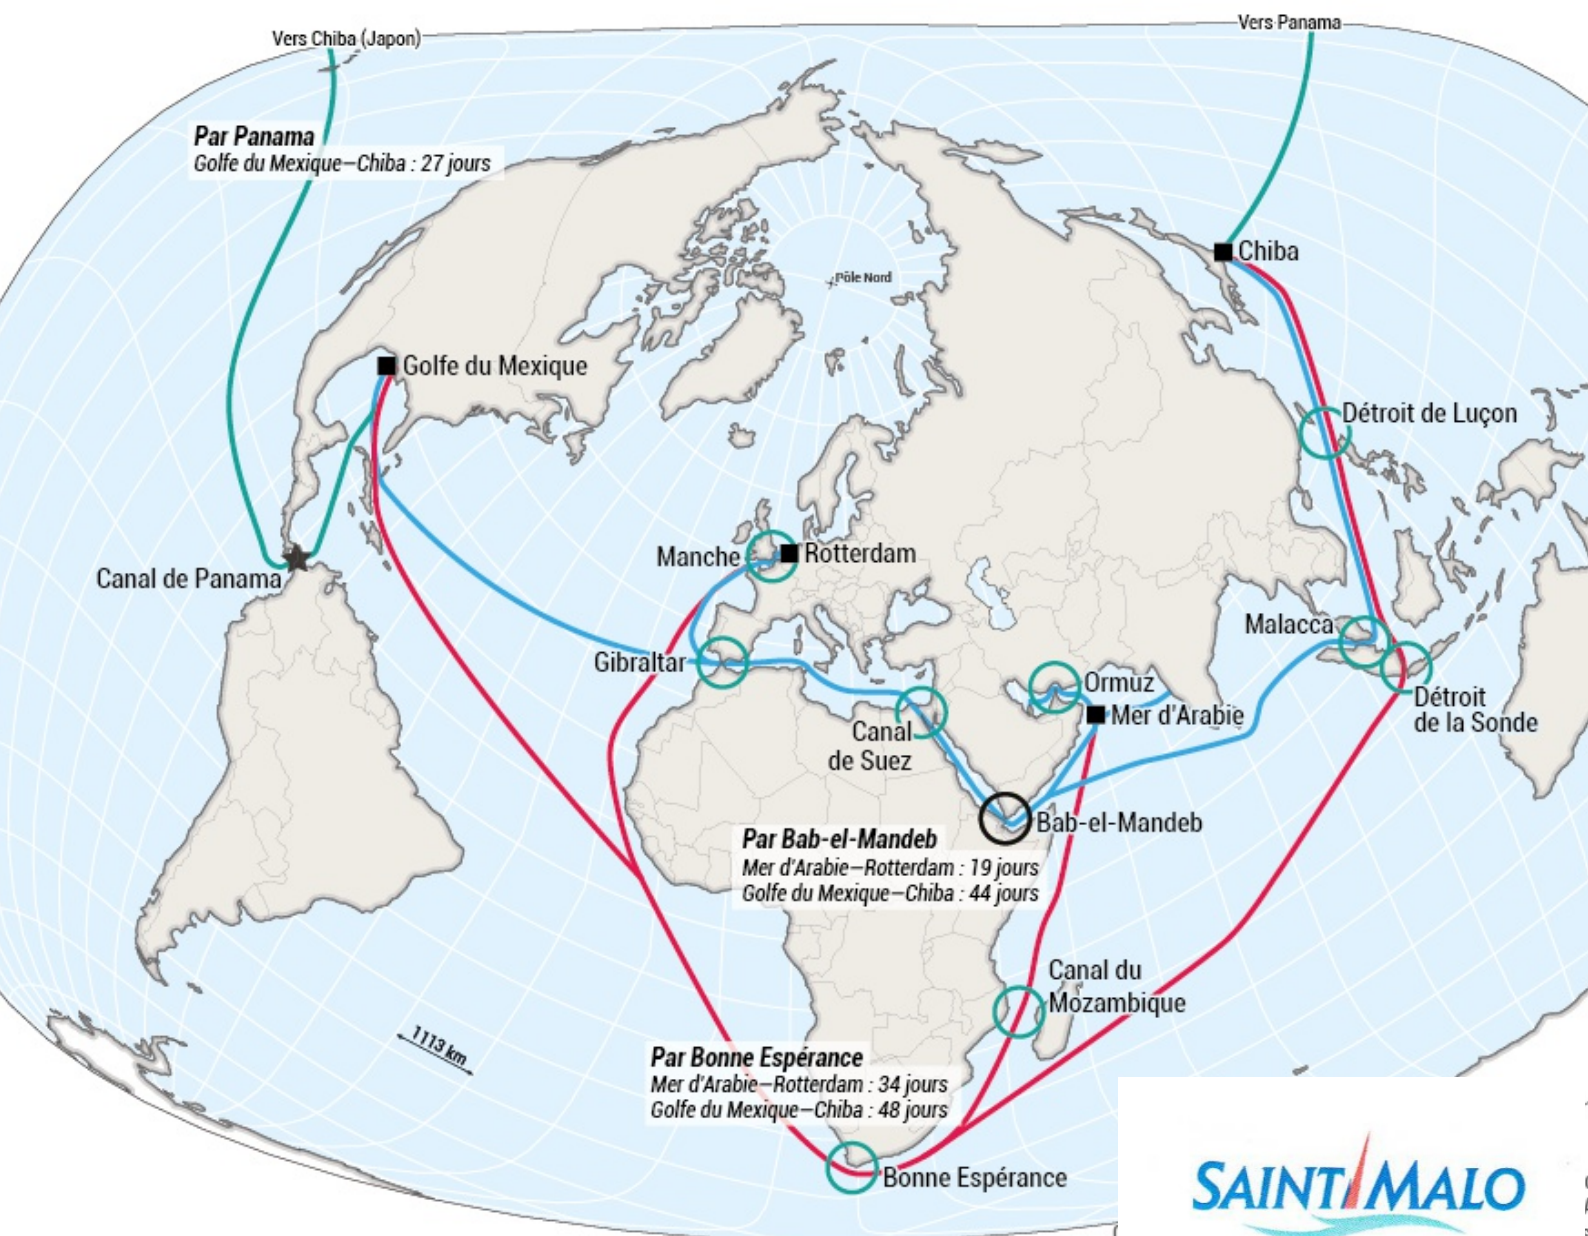 Vers Chiba (Japon)
Vers Panama
Par Panama
Golfe du Mexique—Chiba : 27 jours
Chiba
Pôle Nord
Golfe du Mexique
Détroit de Luçon
Manche
Rotterdam
Canal de Panama
Malacca
Gibraltar
Ormuz
Mer d'Arabie
Détroit
de la Sonde
Canal
de Suez
Bab-el-Mandeb
Par Bab-el-Mandeb
Mer d'Arabie—Rotterdam : 19 jours
Golfe du Mexique—Chiba : 44 jours
Canal du
Mozambique
1113 km
Par Bonne Espérance
Mer d'Arabie—Rotterdam : 34 jours
Golfe du Mexique—Chiba : 48 jours
Bonne Espérance
SAINT MALO